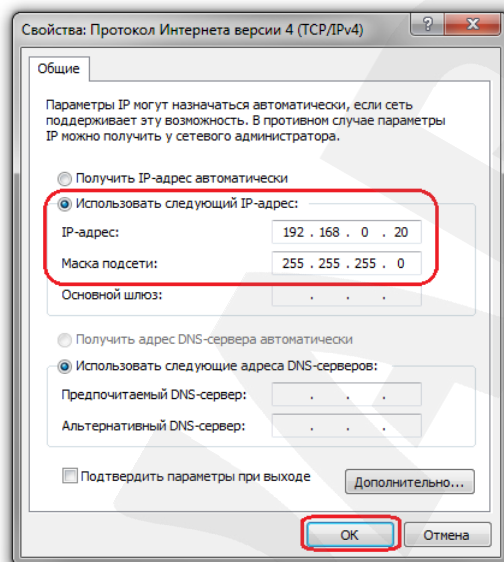 Свойства: Протокол Интернета версии 4 (TCP/IPv4)
Общие
Параметры IP могут назначаться автоматически, если сеть
поддерживает эту возможность. В противном случае параметры
IP можно получить у сетевого администратора.
Получить IP-адрес автоматически
Использовать следующий IP-адрес:
IP-адрес: 192 . 168 . 0 . 20
Маска подсети: 255 . 255 . 255 . 0
Основной шлюз: . . .
Получить адрес DNS-сервера автоматически
Использовать следующие адреса DNS-серверов:
Предпочитаемый DNS-сервер: . . .
Альтернативный DNS-сервер: . . .
Подтвердить параметры при выходе
Дополнительно...
ОК
Отмена